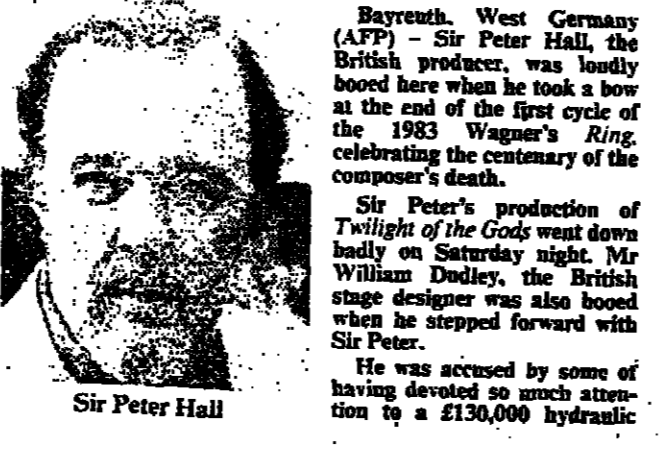 Sir Peter Hall
Bayreuth. West Germany
(AFP) – Sir Peter Hall, the
British producer, was loudly
booed here when he took a bow
at the end of the first cycle of
the 1983 Wagner's Ring,
celebrating the centenary of the
composer's death.
Sir Peter's production of
Twilight of the Gods went down
badly on Saturday night. Mr
William Dudley, the British
stage designer was also booed
when he stepped forward with
Sir Peter.
He was accused by some of
having devoted so much atten-
tion to a £130,000 hydraulic